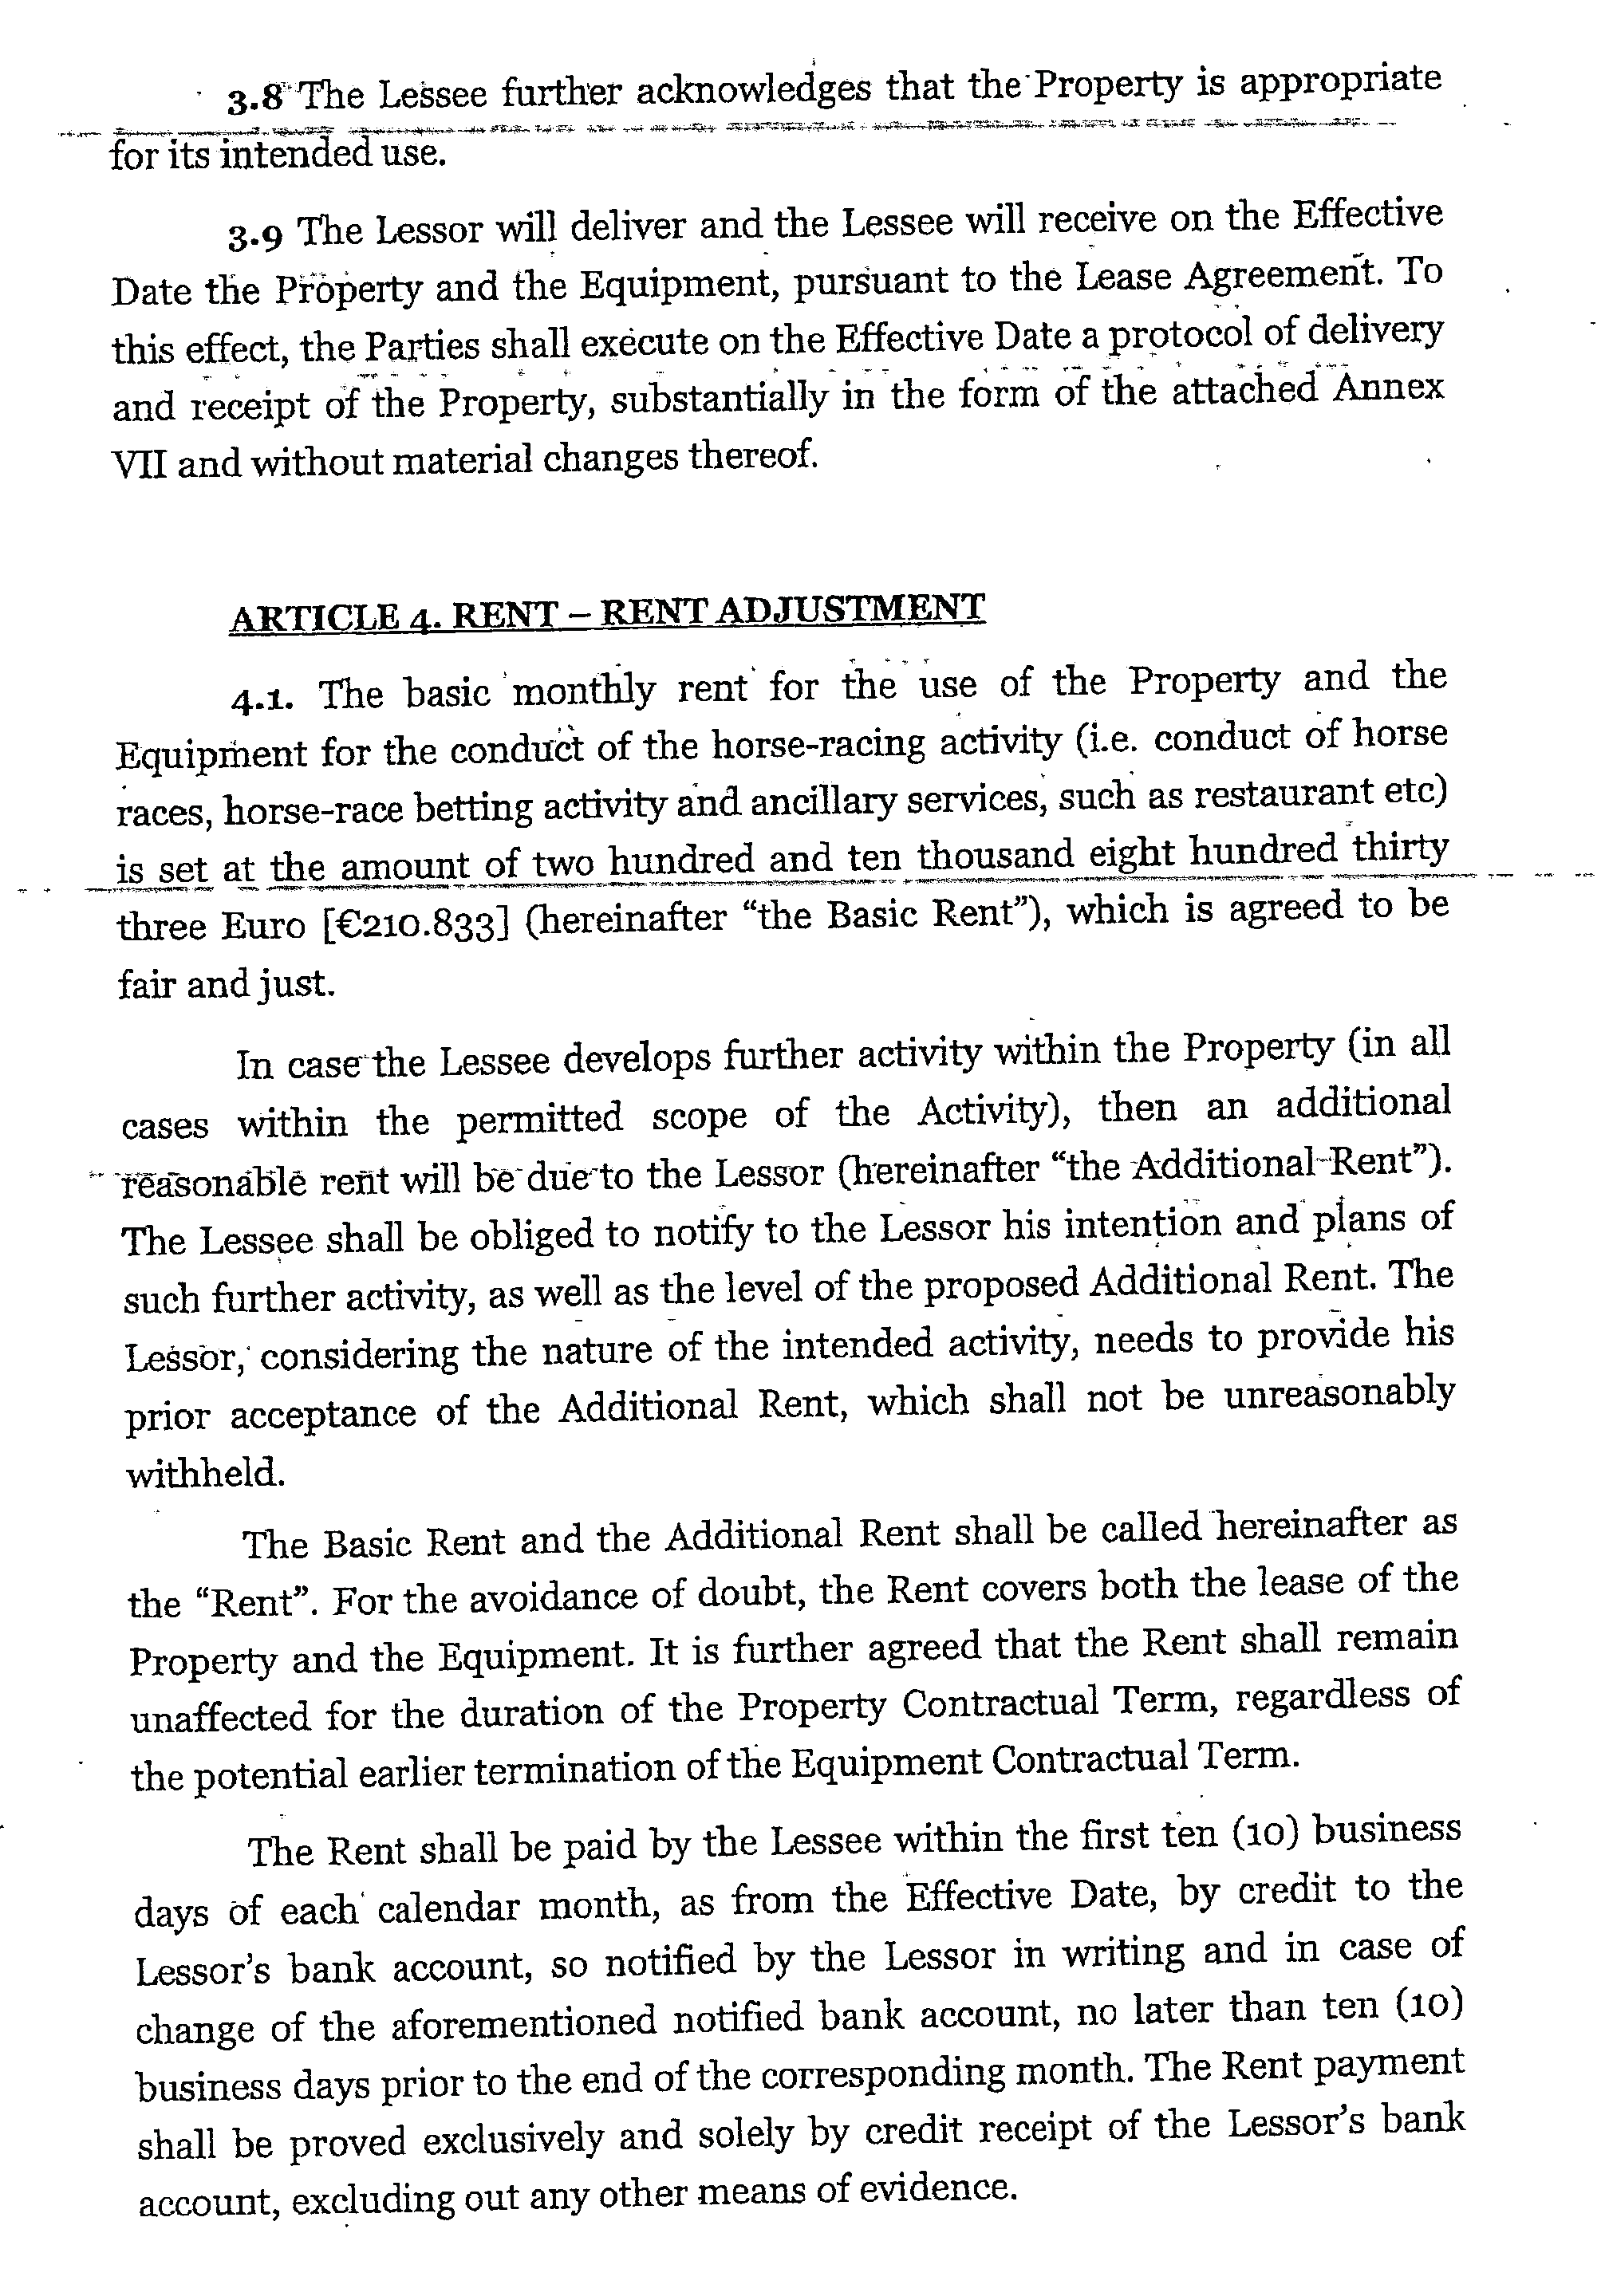 3.8 The Lessee further acknowledges that the Property is appropriate
for its intended use.
3.9 The Lessor will deliver and the Lessee will receive on the Effective
Date the Property and the Equipment, pursuant to the Lease Agreement. To
this effect, the Parties shall execute on the Effective Date a protocol of delivery
and receipt of the Property, substantially in the form of the attached Annex
VII and without material changes thereof.
ARTICLE 4. RENT – RENT ADJUSTMENT
4.1. The basic monthly rent for the use of the Property and the
Equipment for the conduct of the horse-racing activity (i.e. conduct of horse
races, horse-race betting activity and ancillary services, such as restaurant etc)
is set at the amount of two hundred and ten thousand eight hundred thirty
three Euro [€210.833] (hereinafter “the Basic Rent”), which is agreed to be
fair and just.
In case the Lessee develops further activity within the Property (in all
cases within the permitted scope of the Activity), then an additional
reasonable rent will be due to the Lessor (hereinafter “the Additional Rent”).
The Lessee shall be obliged to notify to the Lessor his intention and plans of
such further activity, as well as the level of the proposed Additional Rent. The
Lessor, considering the nature of the intended activity, needs to provide his
prior acceptance of the Additional Rent, which shall not be unreasonably
withheld.
The Basic Rent and the Additional Rent shall be called hereinafter as
the “Rent”. For the avoidance of doubt, the Rent covers both the lease of the
Property and the Equipment. It is further agreed that the Rent shall remain
unaffected for the duration of the Property Contractual Term, regardless of
the potential earlier termination of the Equipment Contractual Term.
The Rent shall be paid by the Lessee within the first ten (10) business
days of each calendar month, as from the Effective Date, by credit to the
Lessor’s bank account, so notified by the Lessor in writing and in case of
change of the aforementioned notified bank account, no later than ten (10)
business days prior to the end of the corresponding month. The Rent payment
shall be proved exclusively and solely by credit receipt of the Lessor’s bank
account, excluding out any other means of evidence.